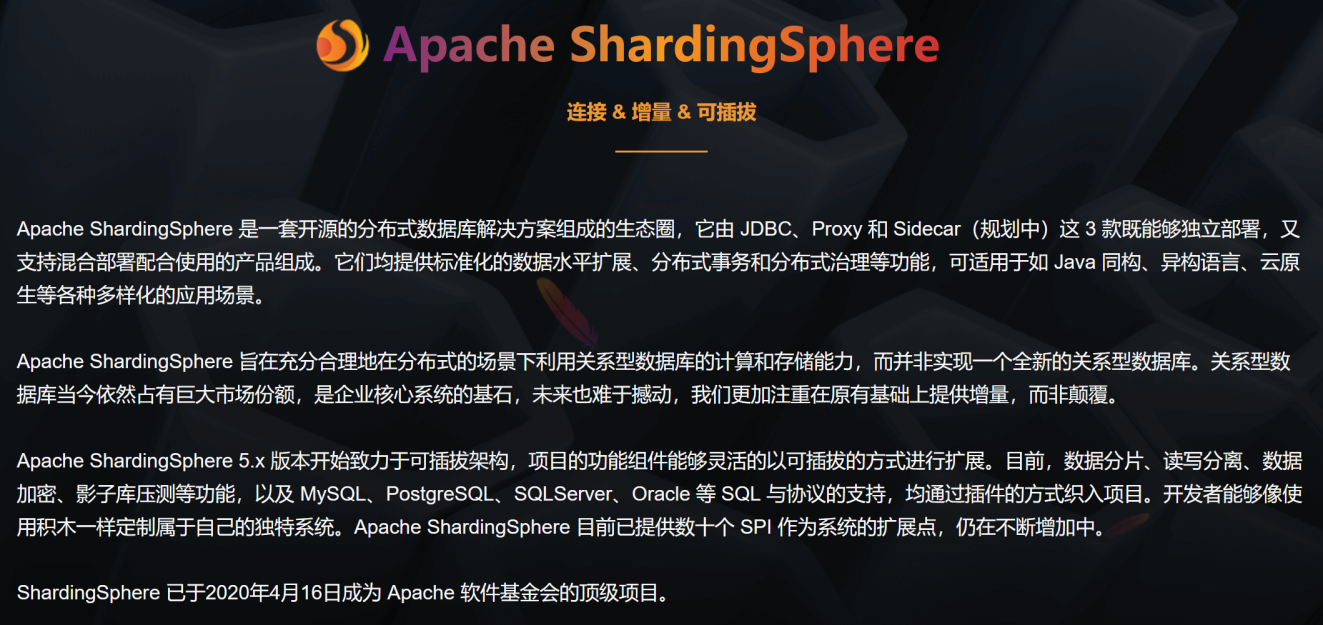 Apache ShardingSphere
连接 & 增量 & 可插拔
Apache ShardingSphere 是一套开源的分布式数据库解决方案组成的生态圈，它由 JDBC、Proxy 和 Sidecar（规划中）这 3 款既能够独立部署，又
支持混合部署配合使用的产品组成。它们均提供标准化的数据水平扩展、分布式事务和分布式治理等功能，可适用于如 Java 同构、异构语言、云原
生等各种多样化的应用场景。
Apache ShardingSphere 旨在充分合理地在分布式的场景下利用关系型数据库的计算和存储能力，而并非实现一个全新的关系型数据库。关系型数
据库当今依然占有巨大市场份额，是企业核心系统的基石，未来也难于撼动，我们更加注重在原有基础上提供增量，而非颠覆。
Apache ShardingSphere 5.x 版本开始致力于可插拔架构，项目的功能组件能够灵活的以可插拔的方式进行扩展。目前，数据分片、读写分离、数据
加密、影子库压测等功能，以及 MySQL、PostgreSQL、SQLServer、Oracle 等 SQL 与协议的支持，均通过插件的方式织入项目。开发者能够像使
用积木一样定制属于自己的独特系统。Apache ShardingSphere 目前已提供数十个 SPI 作为系统的扩展点，仍在不断增加中。
ShardingSphere 已于2020年4月16日成为 Apache 软件基金会的顶级项目。